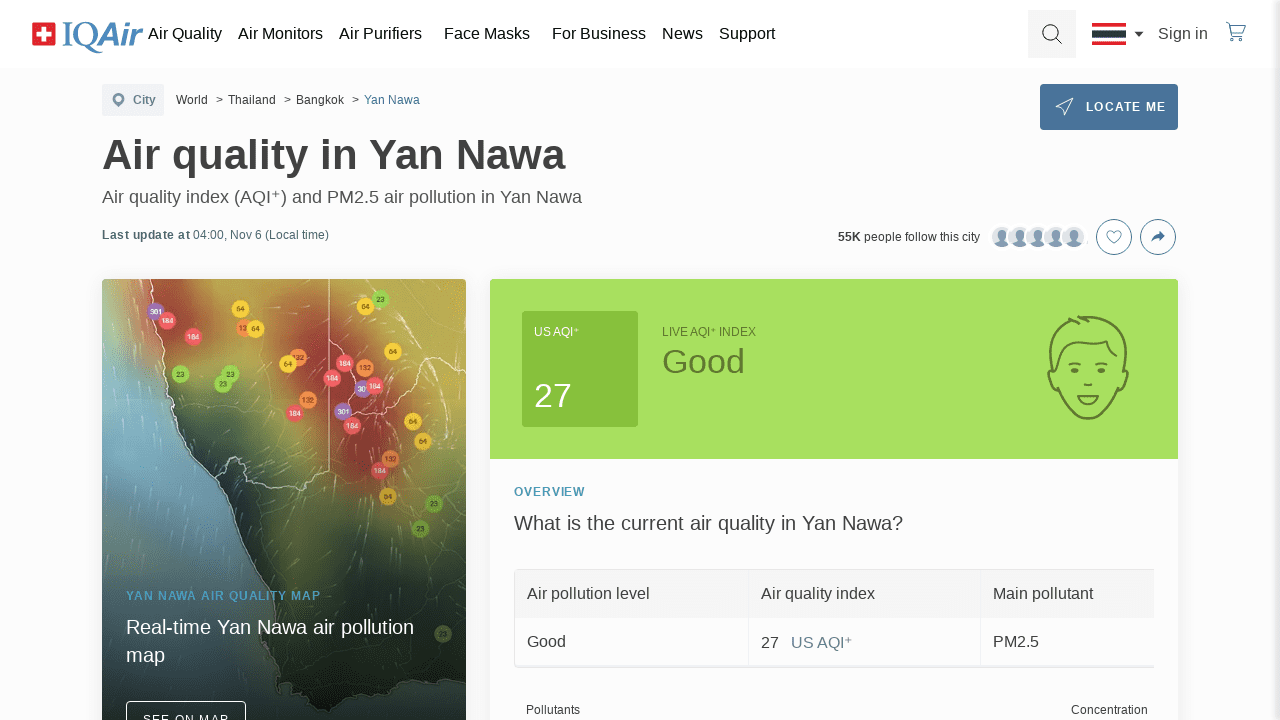 IQAir Air Quality Air Monitors Air Purifiers Face Masks For Business News Support Sign in
City World > Thailand > Bangkok > Yan Nawa
LOCATE ME
Air quality in Yan Nawa
Air quality index (AQI⁺) and PM2.5 air pollution in Yan Nawa
Last update at 04:00, Nov 6 (Local time)
55K people follow this city
301
184
184
64
132
64
64
23
23
23
23
64
132
64
184
184
132
184
132
184
301
184
64
64
132
184
64
23
23
23
YAN NAWA AIR QUALITY MAP
Real-time Yan Nawa air pollution
map
SEE ON MAP
US AQI⁺
27
LIVE AQI⁺ INDEX
Good
OVERVIEW
What is the current air quality in Yan Nawa?
Air pollution level Air quality index Main pollutant
Good 27 US AQI⁺ PM2.5
Pollutants Concentration